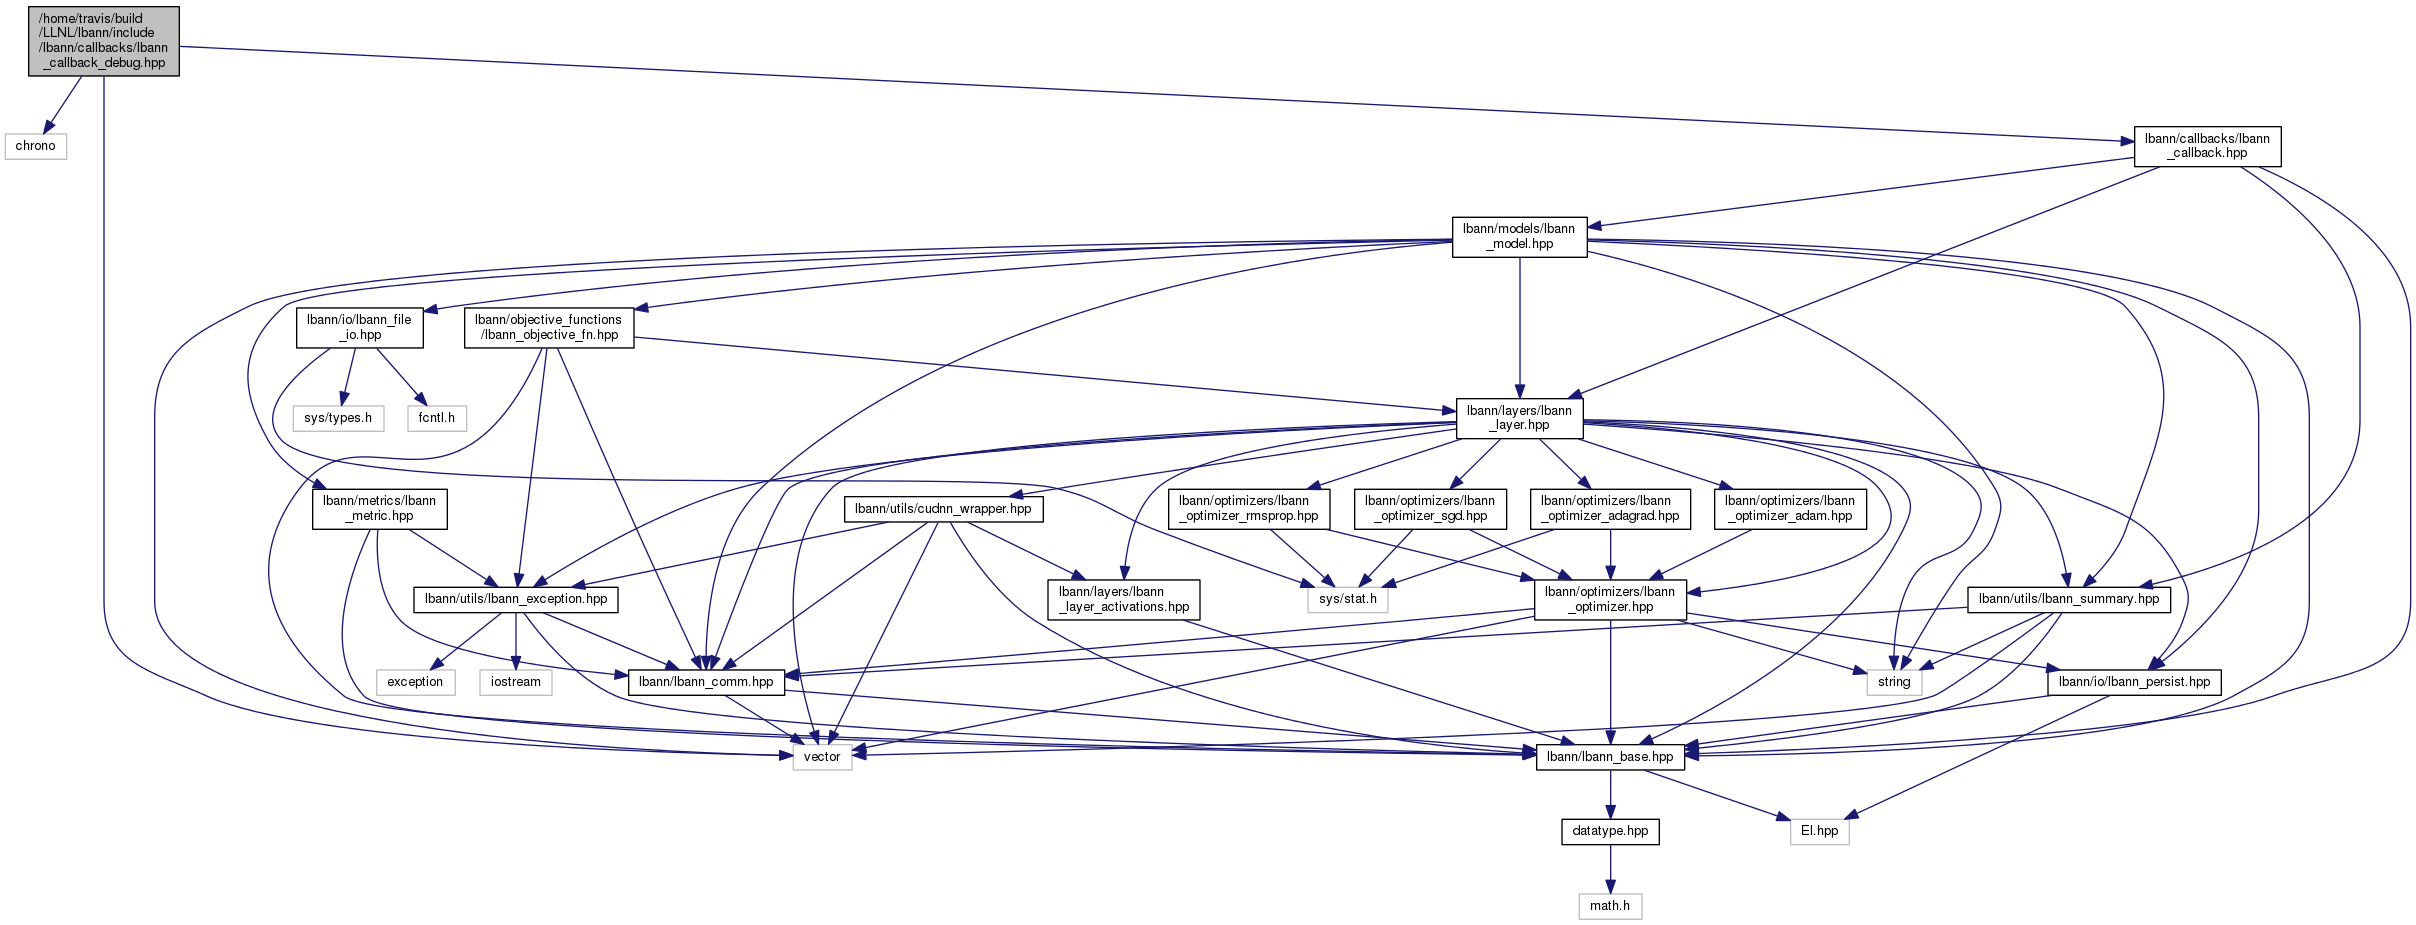 /home/travis/build
/LLNL/lbann/include
/lbann/callbacks/lbann
_callback_debug.hpp
chrono
lbann/callbacks/lbann
_callback.hpp
lbann/models/lbann
_model.hpp
lbann/io/lbann_file
_io.hpp
lbann/objective_functions
/lbann_objective_fn.hpp
sys/types.h
fcntl.h
lbann/layers/lbann
_layer.hpp
lbann/metrics/lbann
_metric.hpp
lbann/utils/cudnn_wrapper.hpp
lbann/optimizers/lbann
_optimizer_rmsprop.hpp
lbann/optimizers/lbann
_optimizer_sgd.hpp
lbann/optimizers/lbann
_optimizer_adagrad.hpp
lbann/optimizers/lbann
_optimizer_adam.hpp
lbann/utils/lbann_exception.hpp
lbann/layers/lbann
_layer_activations.hpp
sys/stat.h
lbann/optimizers/lbann
_optimizer.hpp
lbann/utils/lbann_summary.hpp
exception
iostream
lbann/lbann_comm.hpp
string
lbann/io/lbann_persist.hpp
vector
lbann/lbann_base.hpp
datatype.hpp
El.hpp
math.h